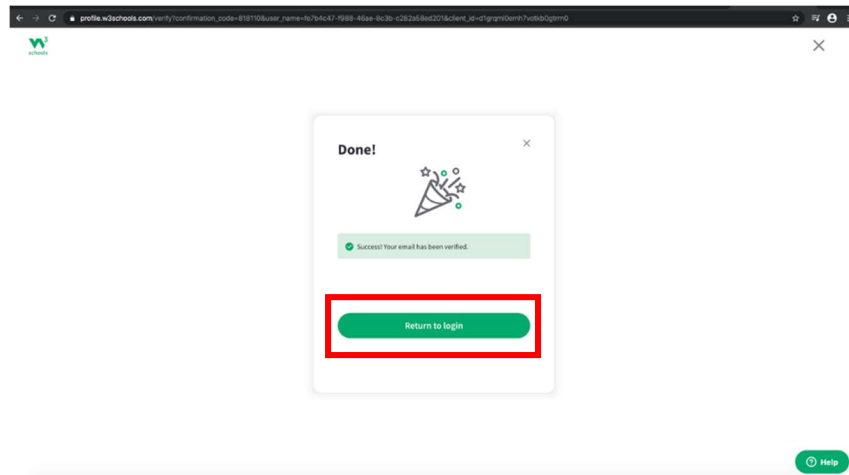 profile.w3schools.com/verify?confirmation_code=818110&user_name=fe7b4c47-f988-46ae-8c3b-c282a58ed201&client_id=d1grqml0emh7votkb0gtrrn0
W3
schools
Done!
Success! Your email has been verified.
Return to login
Help